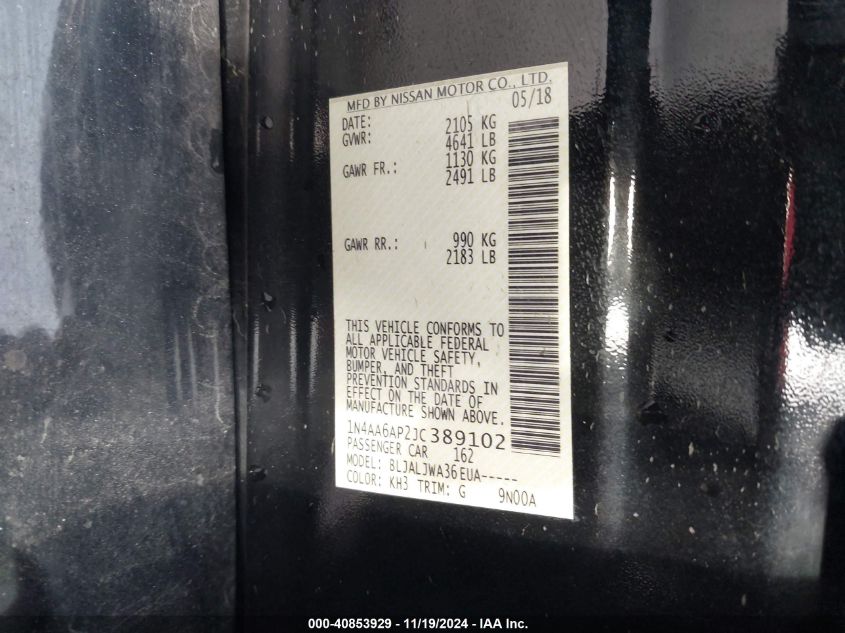 MFD BY NISSAN MOTOR CO., LTD.
DATE: 05/18
GVWR: 2105 KG
4641 LB
GAWR FR.: 1130 KG
2491 LB
GAWR RR.: 990 KG
2183 LB
THIS VEHICLE CONFORMS TO
ALL APPLICABLE FEDERAL
MOTOR VEHICLE SAFETY,
BUMPER, AND THEFT
PREVENTION STANDARDS IN
EFFECT ON THE DATE OF
MANUFACTURE SHOWN ABOVE.
1N4AA6AP2JC389102
PASSENGER CAR 162
MODEL: BLJALJWA36EUA-----
COLOR: KH3 TRIM: G 9N00A
000-40853929 - 11/19/2024 - IAA Inc.